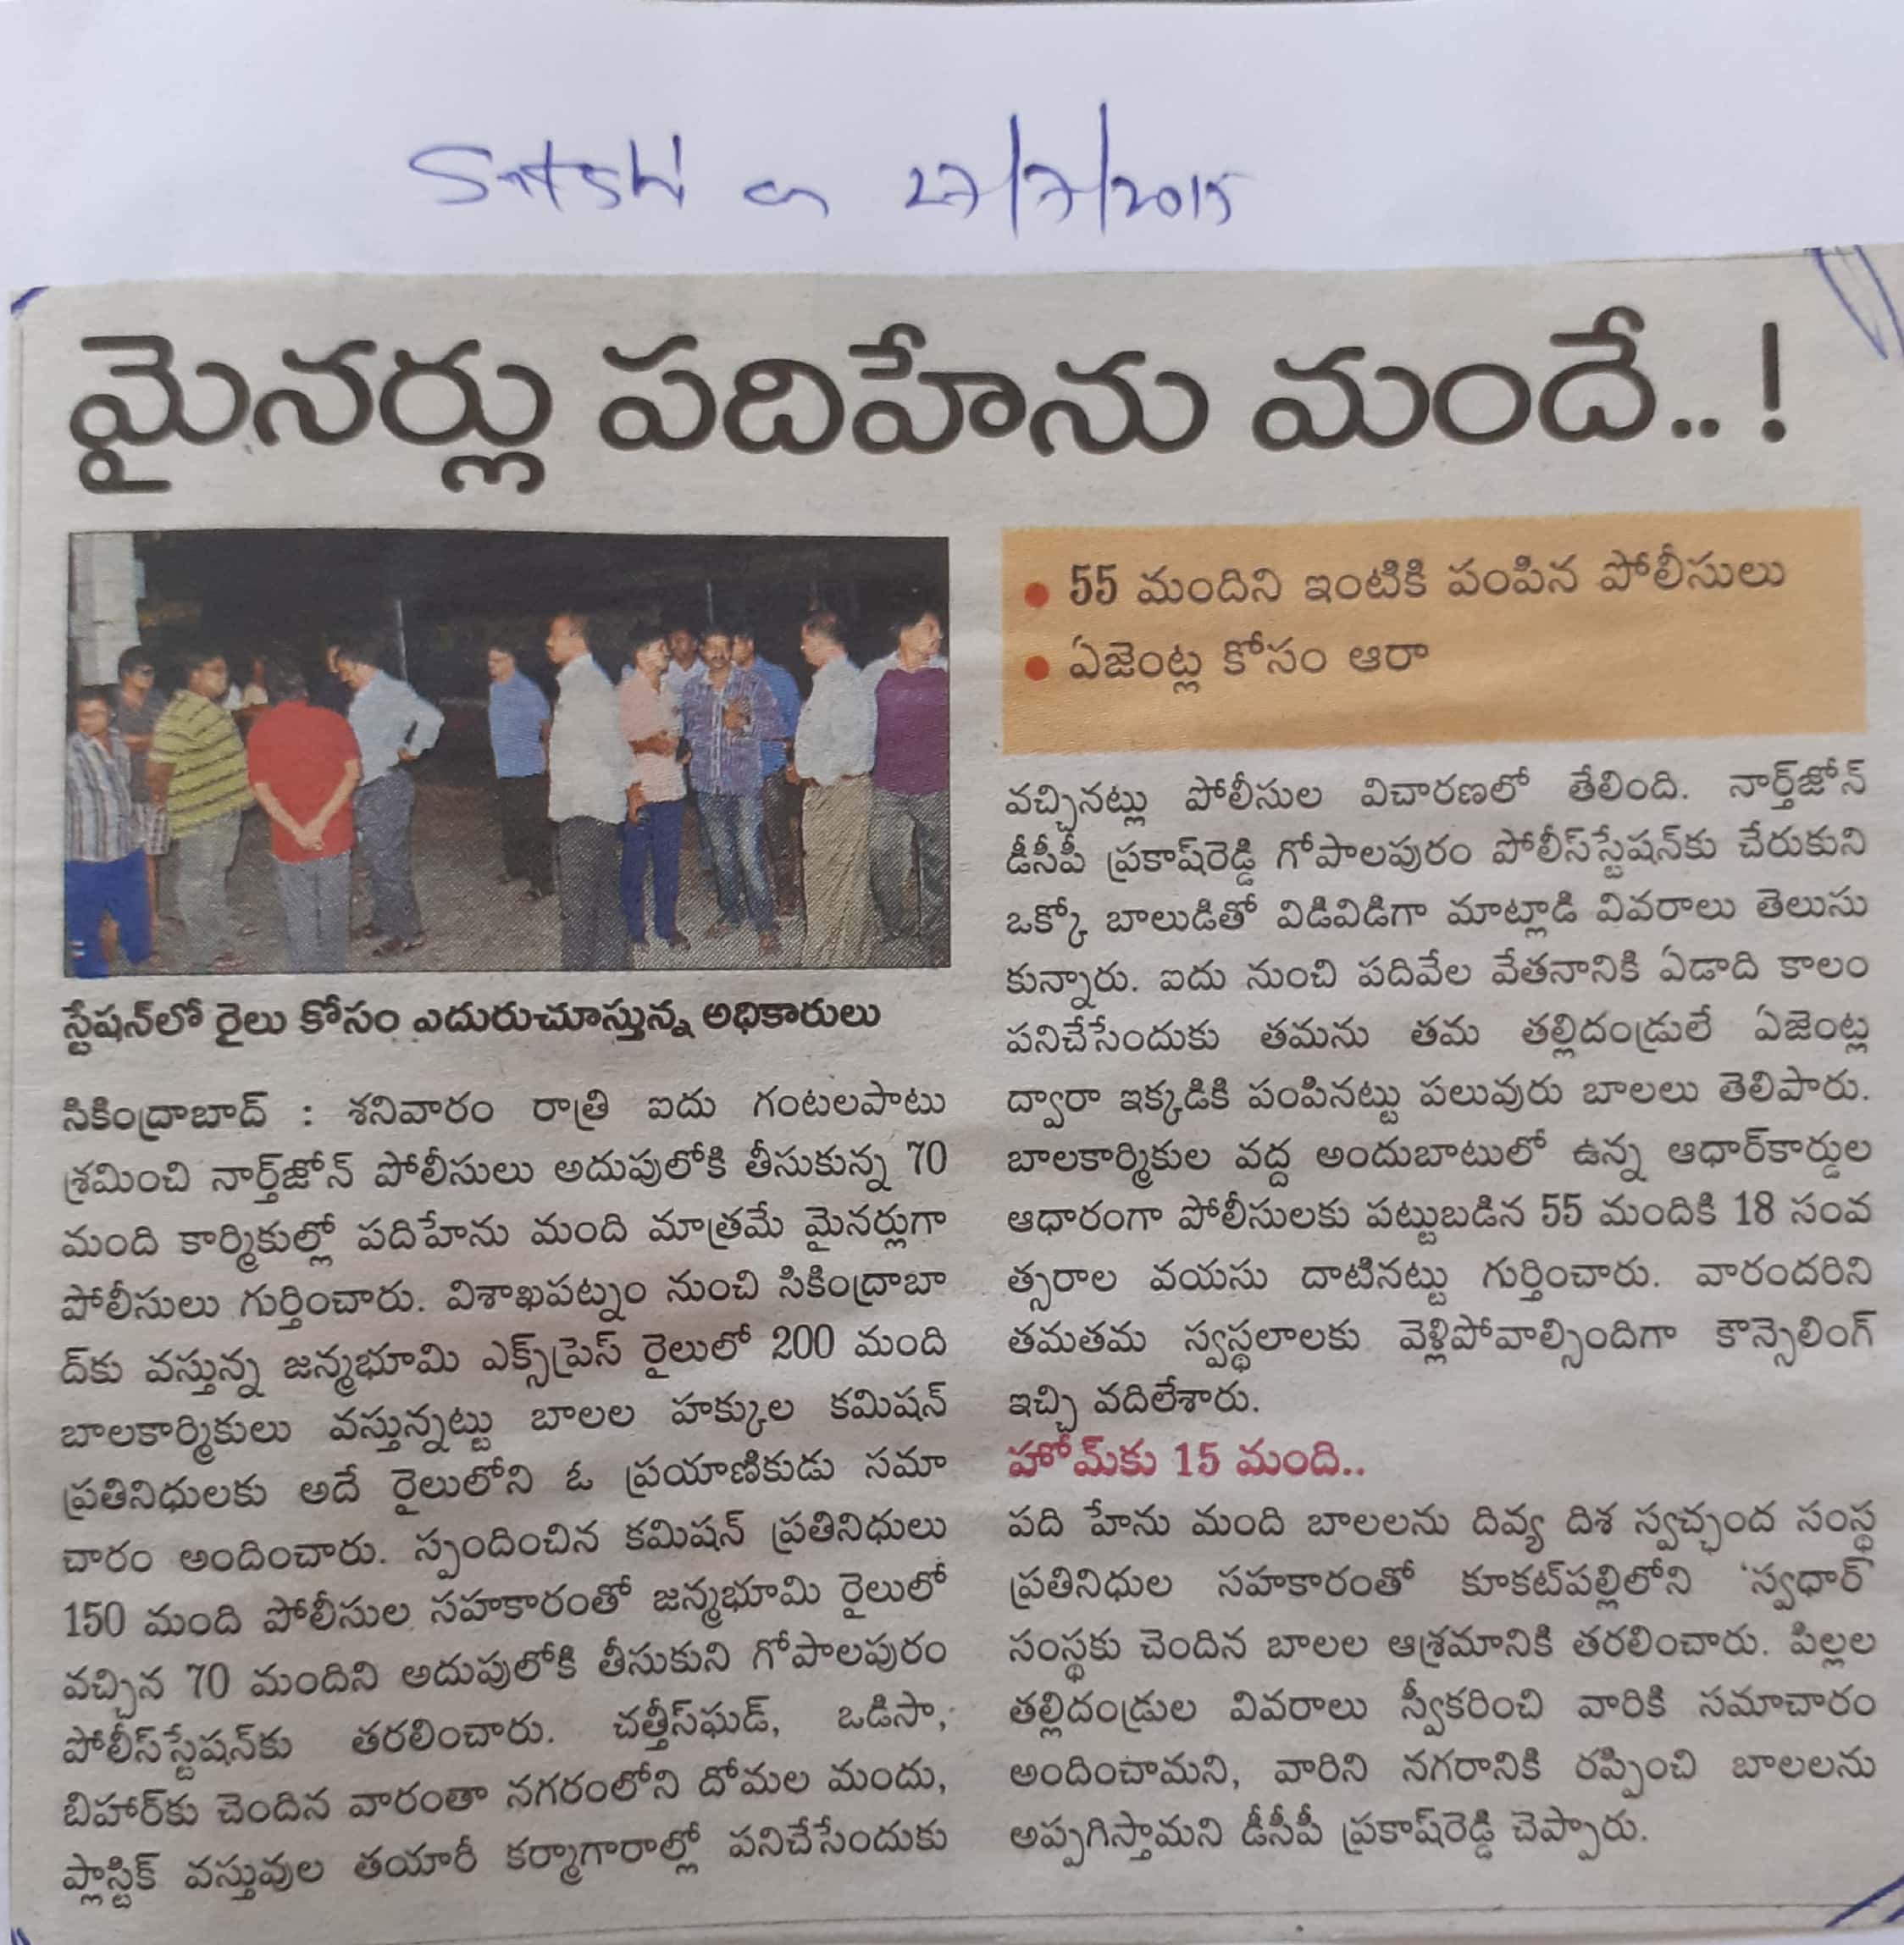 Satshi on 27/7/2015
మైనర్లు పదిహేను మందే..!
• 55 మందిని ఇంటికి పంపిన పోలీసులు
• ఏజెంట్ల కోసం ఆరా
స్టేషన్‌లో రైలు కోసం ఎదురుచూస్తున్న అధికారులు
సికింద్రాబాద్ : శనివారం రాత్రి ఐదు గంటలపాటు
శ్రమించి నార్త్‌జోన్ పోలీసులు అదుపులోకి తీసుకున్న 70
మంది కార్మికుల్లో పదిహేను మంది మాత్రమే మైనర్లుగా
పోలీసులు గుర్తించారు. విశాఖపట్నం నుంచి సికింద్రాబా
ద్‌కు వస్తున్న జన్మభూమి ఎక్స్‌ప్రెస్ రైలులో 200 మంది
బాలకార్మికులు వస్తున్నట్టు బాలల హక్కుల కమిషన్
ప్రతినిధులకు అదే రైలులోని ఓ ప్రయాణికుడు సమా
చారం అందించారు. స్పందించిన కమిషన్ ప్రతినిధులు
150 మంది పోలీసుల సహకారంతో జన్మభూమి రైలులో
వచ్చిన 70 మందిని అదుపులోకి తీసుకుని గోపాలపురం
పోలీస్‌స్టేషన్‌కు తరలించారు. చత్తీస్‌ఘడ్, ఒడిసా,
బిహార్‌కు చెందిన వారంతా నగరంలోని దోమల మందు,
ప్లాస్టిక్ వస్తువుల తయారీ కర్మాగారాల్లో పనిచేసేందుకు
వచ్చినట్లు పోలీసుల విచారణలో తేలింది. నార్త్‌జోన్
డీసీపీ ప్రకాష్‌రెడ్డి గోపాలపురం పోలీస్‌స్టేషన్‌కు చేరుకుని
ఒక్కో బాలుడితో విడివిడిగా మాట్లాడి వివరాలు తెలుసు
కున్నారు. ఐదు నుంచి పదివేల వేతనానికి ఏడాది కాలం
పనిచేసేందుకు తమను తమ తల్లిదండ్రులే ఏజెంట్ల
ద్వారా ఇక్కడికి పంపినట్టు పలువురు బాలలు తెలిపారు.
బాలకార్మికుల వద్ద అందుబాటులో ఉన్న ఆధార్‌కార్డుల
ఆధారంగా పోలీసులకు పట్టుబడిన 55 మందికి 18 సంవ
త్సరాల వయసు దాటినట్టు గుర్తించారు. వారందరిని
తమతమ స్వస్థలాలకు వెళ్లిపోవాల్సిందిగా కౌన్సెలింగ్
ఇచ్చి వదిలేశారు.
హోమ్‌కు 15 మంది..
పది హేను మంది బాలలను దివ్య దిశ స్వచ్ఛంద సంస్థ
ప్రతినిధుల సహకారంతో కూకట్‌పల్లిలోని 'స్వధార్'
సంస్థకు చెందిన బాలల ఆశ్రమానికి తరలించారు. పిల్లల
తల్లిదండ్రుల వివరాలు స్వీకరించి వారికి సమాచారం
అందించామని, వారిని నగరానికి రప్పించి బాలలను
అప్పగిస్తామని డీసీపీ ప్రకాష్‌రెడ్డి చెప్పారు.